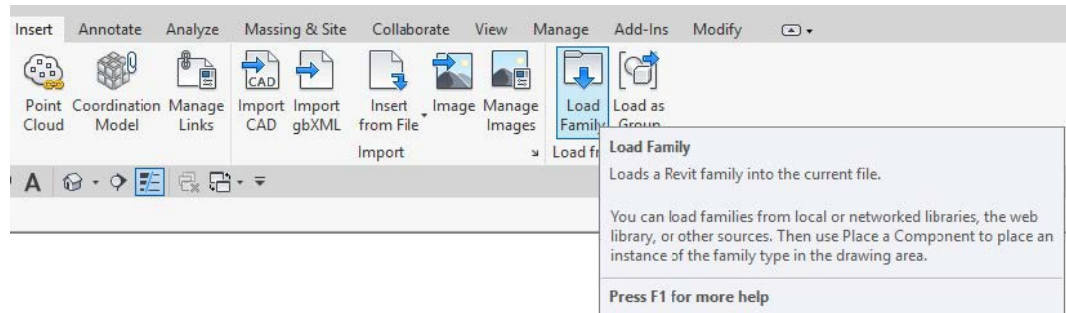 Insert Annotate Analyze Massing & Site Collaborate View Manage Add-Ins Modify
CAD
Point Coordination Manage Import Import Insert Image Manage Load Load as
Cloud Model Links CAD gbXML from File Images Family Group
Import Load fr
A
Load Family
Loads a Revit family into the current file.
You can load families from local or networked libraries, the web
library, or other sources. Then use Place a Component to place an
instance of the family type in the drawing area.
Press F1 for more help